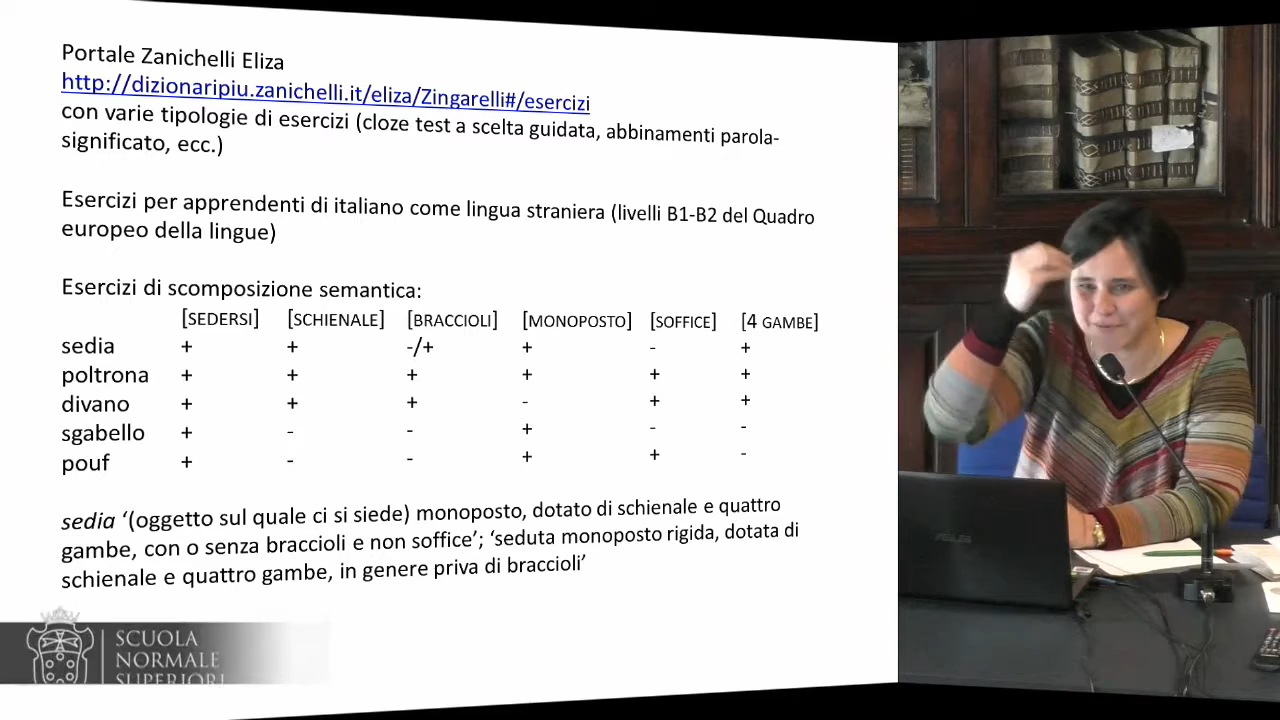 Portale Zanichelli Eliza
http://dizionaripiu.zanichelli.it/eliza/Zingarelli#/esercizi
con varie tipologie di esercizi (cloze test a scelta guidata, abbinamenti parola-
significato, ecc.)
Esercizi per apprendenti di italiano come lingua straniera (livelli B1-B2 del Quadro
europeo della lingue)
Esercizi di scomposizione semantica:
[SEDERSI] [SCHIENALE] [BRACCIOLI] [MONOPOSTO] [SOFFICE] [4 GAMBE]
sedia + + -/+ + - +
poltrona + + + + + +
divano + + + - + +
sgabello + - - + - -
pouf + - - + + -
sedia ‘(oggetto sul quale ci si siede) monoposto, dotato di schienale e quattro
gambe, con o senza braccioli e non soffice’; ‘seduta monoposto rigida, dotata di
schienale e quattro gambe, in genere priva di braccioli’
SCUOLA
NORMALE
SUPERIORE
ASUS